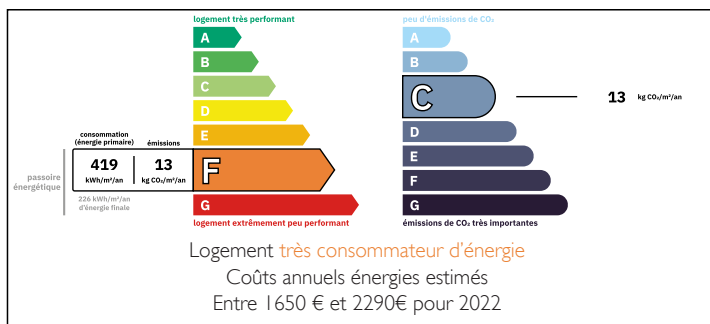 logement très performant
A
B
C
D
E
consommation
(énergie primaire)
émissions
419
kWh/m²/an
13
kg CO₂/m²/an
F
passoire
énergétique
226 kWh/m²/an
d'énergie finale
G
logement extrêmement peu performant
peu d'émissions de CO₂
A
B
C
13 kg CO₂/m²/an
D
E
F
G
émissions de CO₂ très importantes
Logement très consommateur d'énergie
Coûts annuels énergies estimés
Entre 1650 € et 2290€ pour 2022